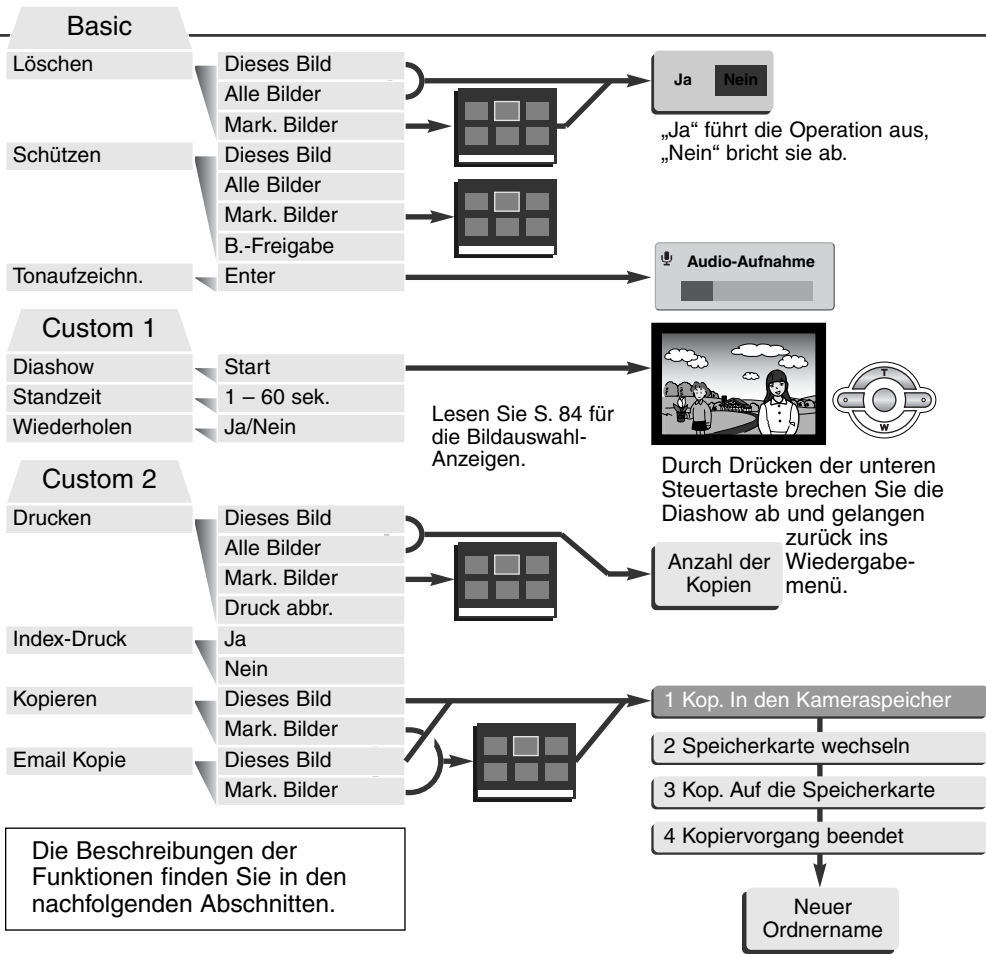 Basic
Löschen
Dieses Bild
Alle Bilder
Mark. Bilder
Ja Nein
„Ja“ führt die Operation aus,
„Nein“ bricht sie ab.
Schützen
Dieses Bild
Alle Bilder
Mark. Bilder
B.-Freigabe
Tonaufzeichn.
Enter
Audio-Aufnahme
Custom 1
Diashow
Start
Standzeit
1 – 60 sek.
Wiederholen
Ja/Nein
Lesen Sie S. 84 für
die Bildauswahl-
Anzeigen.
T
W
Durch Drücken der unteren
Steuertaste brechen Sie die
Diashow ab und gelangen
zurück ins
Wiedergabe-
menü.
Custom 2
Drucken
Dieses Bild
Alle Bilder
Mark. Bilder
Druck abbr.
Anzahl der
Kopien
Index-Druck
Ja
Nein
Kopieren
Dieses Bild
Mark. Bilder
Email Kopie
Dieses Bild
Mark. Bilder
1 Kop. In den Kameraspeicher
2 Speicherkarte wechseln
3 Kop. Auf die Speicherkarte
4 Kopiervorgang beendet
Neuer
Ordnername
Die Beschreibungen der
Funktionen finden Sie in den
nachfolgenden Abschnitten.